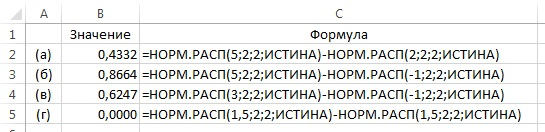 A B C
1 Значение Формула
2 (а) 0,4332 =НОРМ.РАСП(5;2;2;ИСТИНА)-НОРМ.РАСП(2;2;2;ИСТИНА)
3 (б) 0,8664 =НОРМ.РАСП(5;2;2;ИСТИНА)-НОРМ.РАСП(-1;2;2;ИСТИНА)
4 (в) 0,6247 =НОРМ.РАСП(3;2;2;ИСТИНА)-НОРМ.РАСП(-1;2;2;ИСТИНА)
5 (г) 0,0000 =НОРМ.РАСП(1,5;2;2;ИСТИНА)-НОРМ.РАСП(1,5;2;2;ИСТИНА)